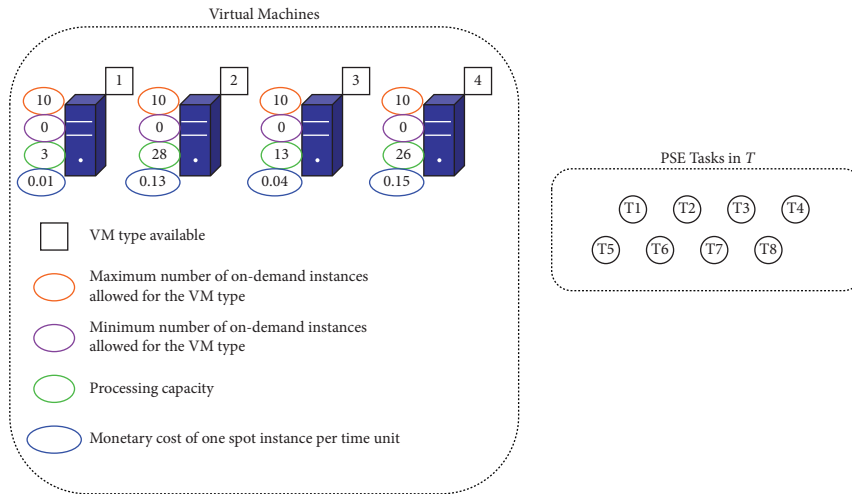 Virtual Machines
1
2
3
4
10
10
10
10
0
0
0
0
3
28
13
26
0.01
0.13
0.04
0.15
VM type available
Maximum number of on-demand instances
allowed for the VM type
Minimum number of on-demand instances
allowed for the VM type
Processing capacity
Monetary cost of one spot instance per time unit
PSE Tasks in T
T1 T2 T3 T4
T5 T6 T7 T8